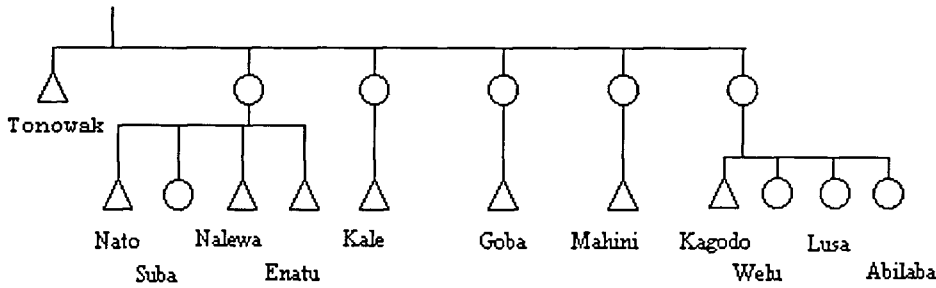 Tonowak
Nato Nalewa Kale Goba Mahini Kagodo Lusa
Suba Enatu Welu Abilaba